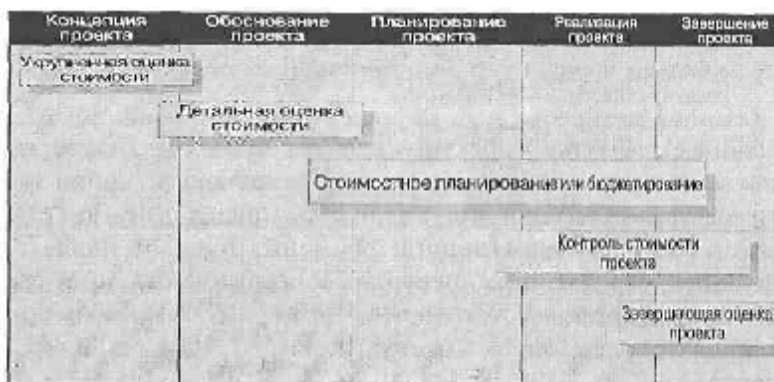 Концепция проекта
Обоснование проекта
Планирование проекта
Реализация проекта
Завершение проекта
Укрупненная оценка
стоимости
Детальная оценка
стоимости
Стоимостное планирование или бюджетирование
Контроль стоимости
проекта
Завершающая оценка
проекта